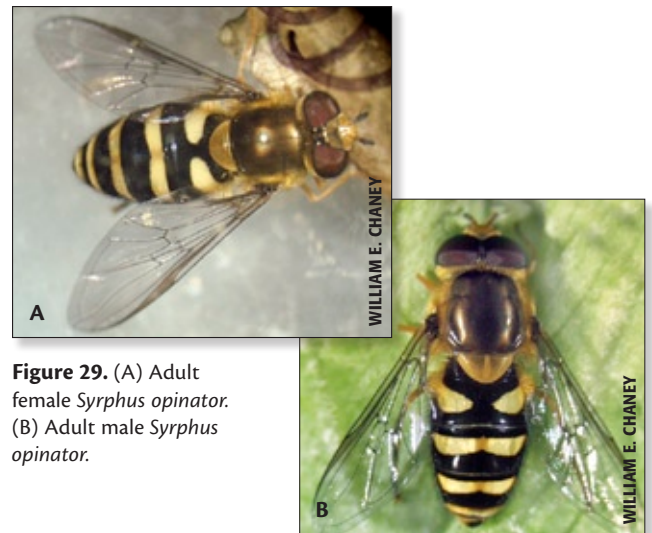 A
WILLIAM E. CHANEY
Figure 29. (A) Adult
female Syrphus opinator.
(B) Adult male Syrphus
opinator.
B
WILLIAM E. CHANEY